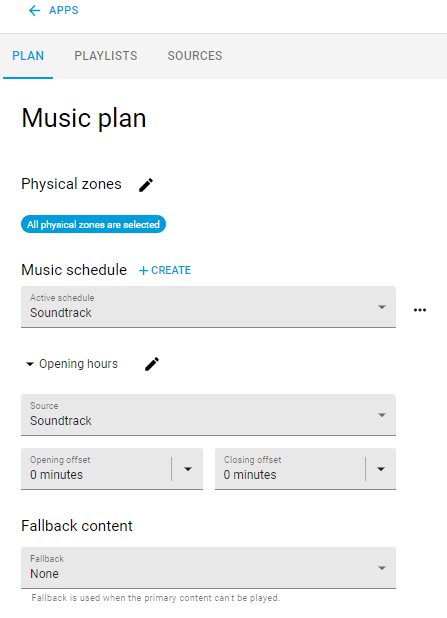 APPS
PLAN PLAYLISTS SOURCES
Music plan
Physical zones
All physical zones are selected
Music schedule + CREATE
Active schedule
Soundtrack
Opening hours
Source
Soundtrack
Opening offset Closing offset
0 minutes 0 minutes
Fallback content
Fallback
None
Fallback is used when the primary content can't be played.